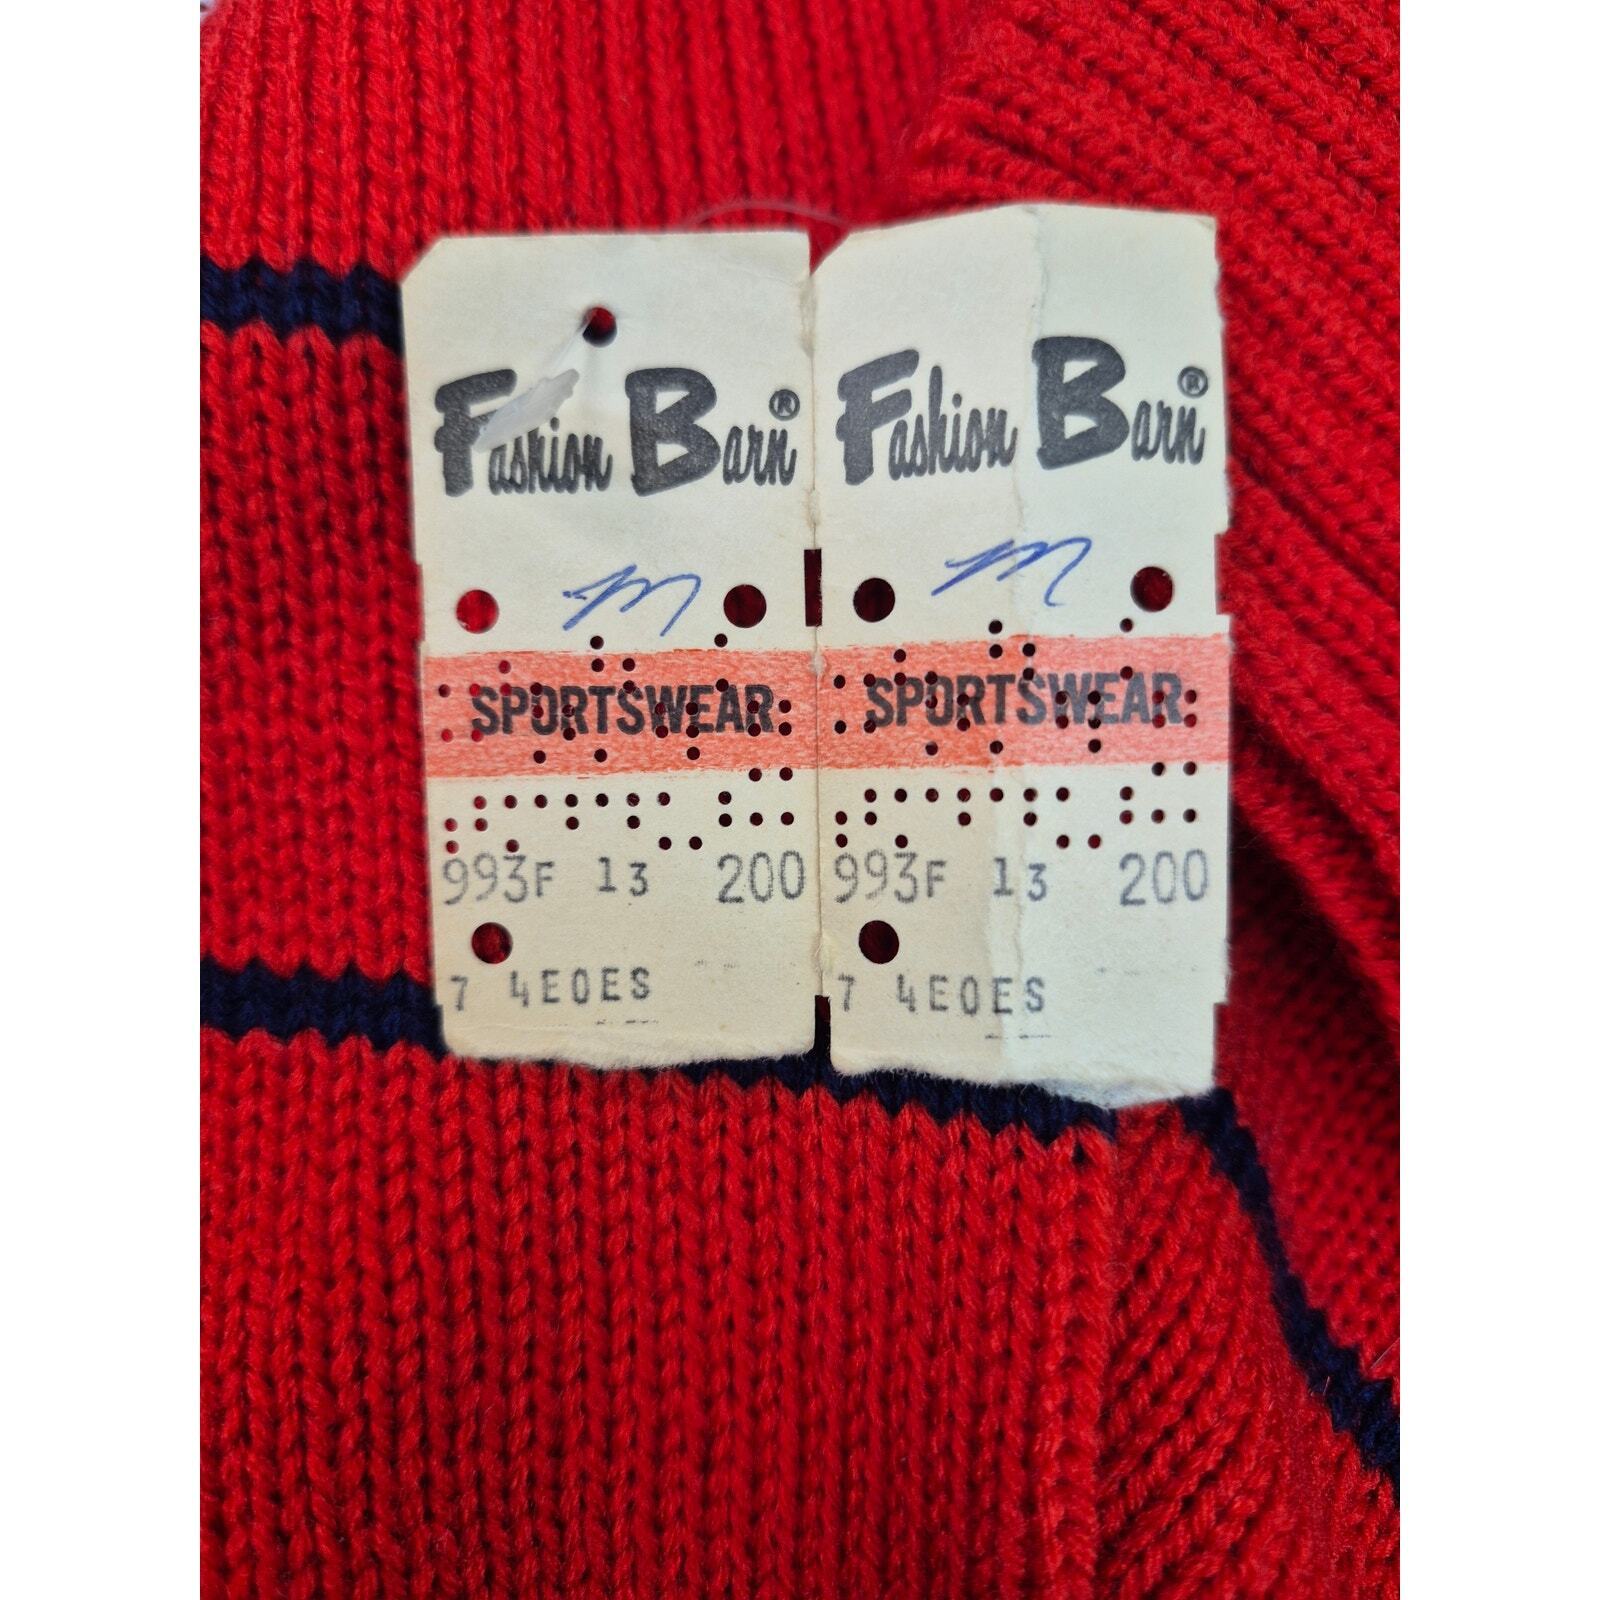 Fashion Barn®
m
SPORTSWEAR
993F 13 200
7 4E0ES
Fashion Barn®
m
SPORTSWEAR
993F 13 200
7 4E0ES